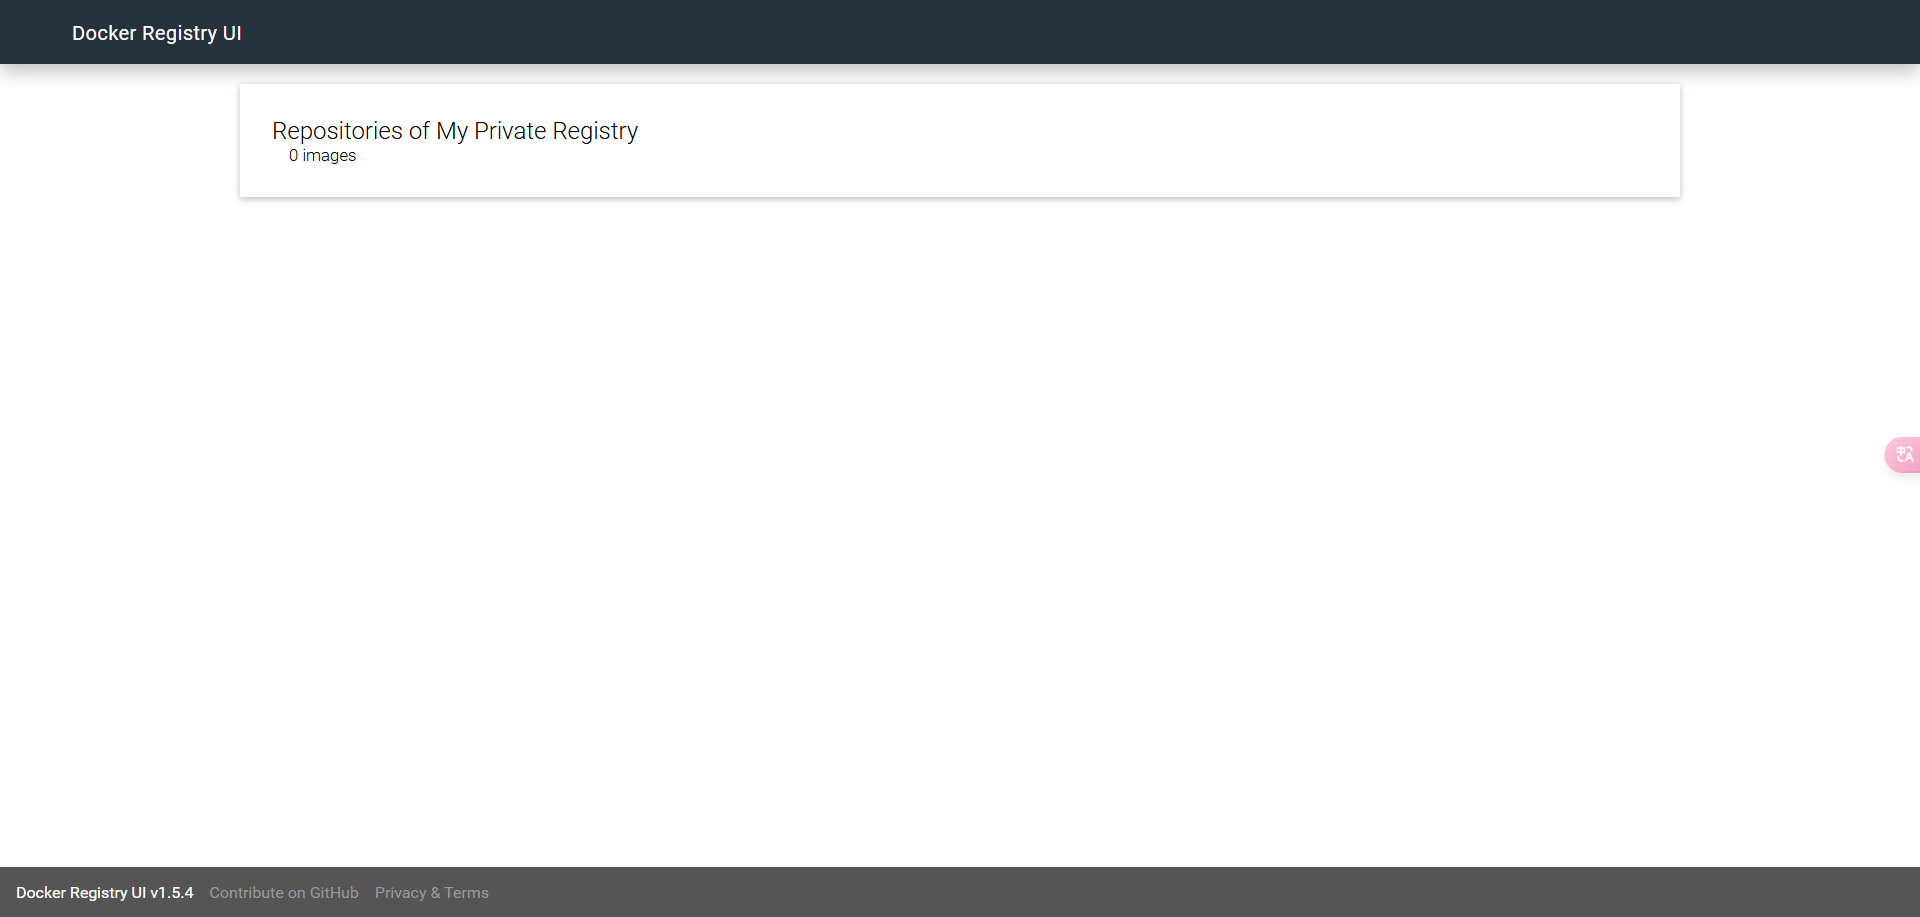 Docker Registry UI
Repositories of My Private Registry
0 images
Docker Registry UI v1.5.4 Contribute on GitHub Privacy & Terms